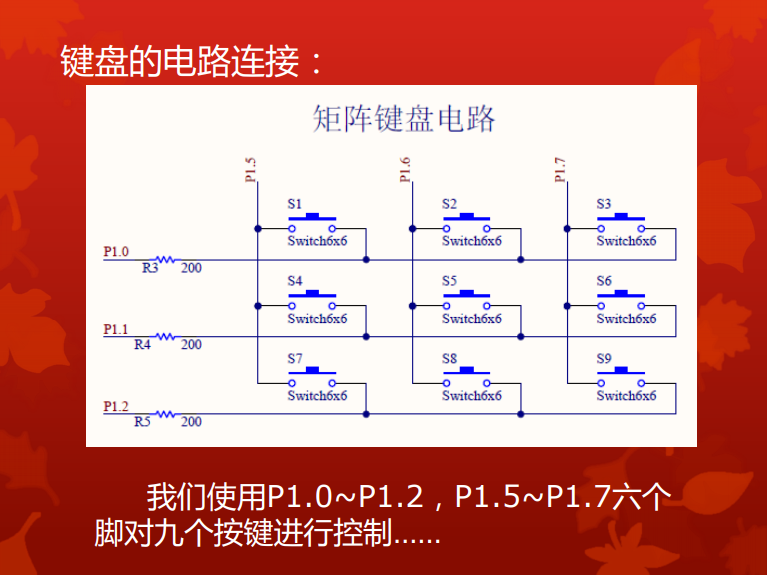 键盘的电路连接：
矩阵键盘电路
P1.5
P1.6
P1.7
S1
S2
S3
Switch6x6
Switch6x6
Switch6x6
P1.0
R3
200
S4
S5
S6
Switch6x6
Switch6x6
Switch6x6
P1.1
R4
200
S7
S8
S9
Switch6x6
Switch6x6
Switch6x6
P1.2
R5
200
我们使用P1.0~P1.2，P1.5~P1.7六个
脚对九个按键进行控制……